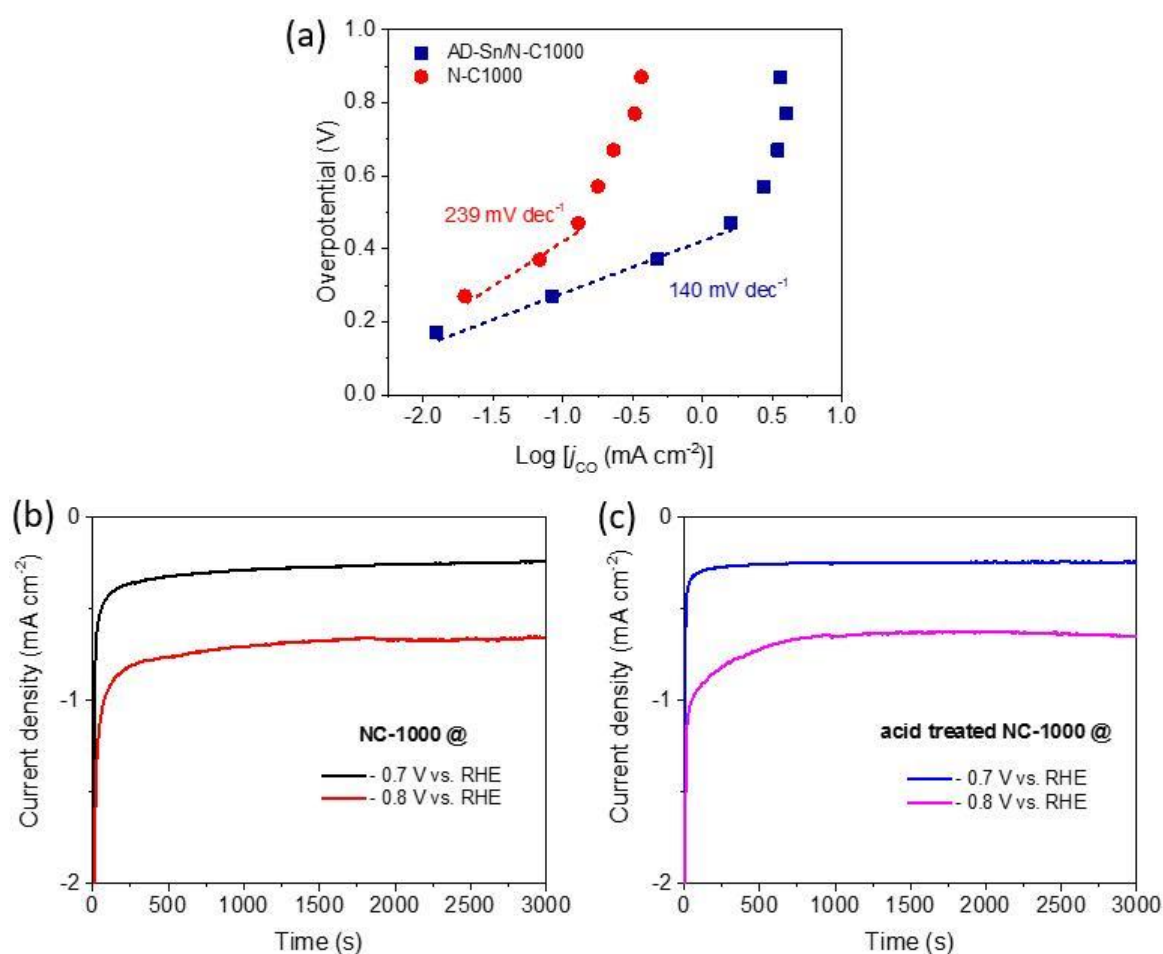 (a)
AD-Sn/N-C1000
N-C1000
239 mV dec⁻¹
140 mV dec⁻¹
Overpotential (V)
1.0
0.8
0.6
0.4
0.2
0.0
-2.0 -1.5 -1.0 -0.5 0.0 0.5 1.0
Log [jCO (mA cm⁻²)]
(b)
Current density (mA cm⁻²)
0
-1
-2
NC-1000 @
- 0.7 V vs. RHE
- 0.8 V vs. RHE
0 500 1000 1500 2000 2500 3000
Time (s)
(c)
Current density (mA cm⁻²)
0
-1
-2
acid treated NC-1000 @
- 0.7 V vs. RHE
- 0.8 V vs. RHE
0 500 1000 1500 2000 2500 3000
Time (s)